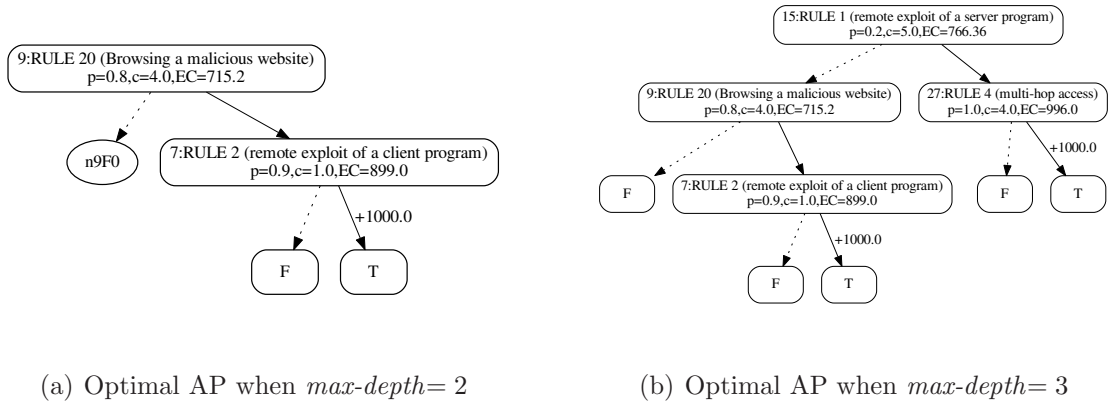 9:RULE 20 (Browsing a malicious website)
p=0.8,c=4.0,EC=715.2
n9F0
7:RULE 2 (remote exploit of a client program)
p=0.9,c=1.0,EC=899.0
+1000.0
F
T
(a) Optimal AP when max-depth= 2
15:RULE 1 (remote exploit of a server program)
p=0.2,c=5.0,EC=766.36
9:RULE 20 (Browsing a malicious website)
p=0.8,c=4.0,EC=715.2
27:RULE 4 (multi-hop access)
p=1.0,c=4.0,EC=996.0
+1000.0
F
7:RULE 2 (remote exploit of a client program)
p=0.9,c=1.0,EC=899.0
F
T
+1000.0
F
T
(b) Optimal AP when max-depth= 3